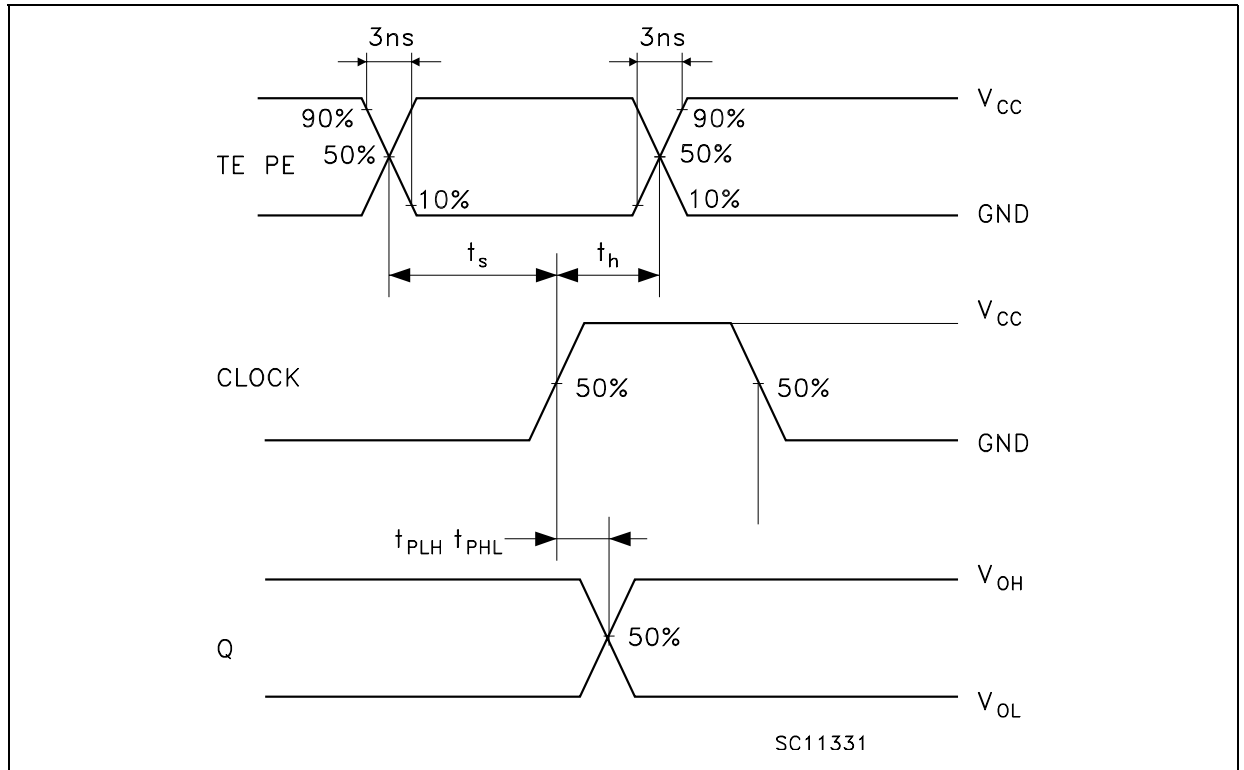 3ns 3ns
V CC
90% 90%
TE PE 50% 50%
10% 10%
GND
t s t h
V CC
CLOCK 50% 50%
GND
t PLH t PHL
V OH
Q 50%
V OL
SC11331